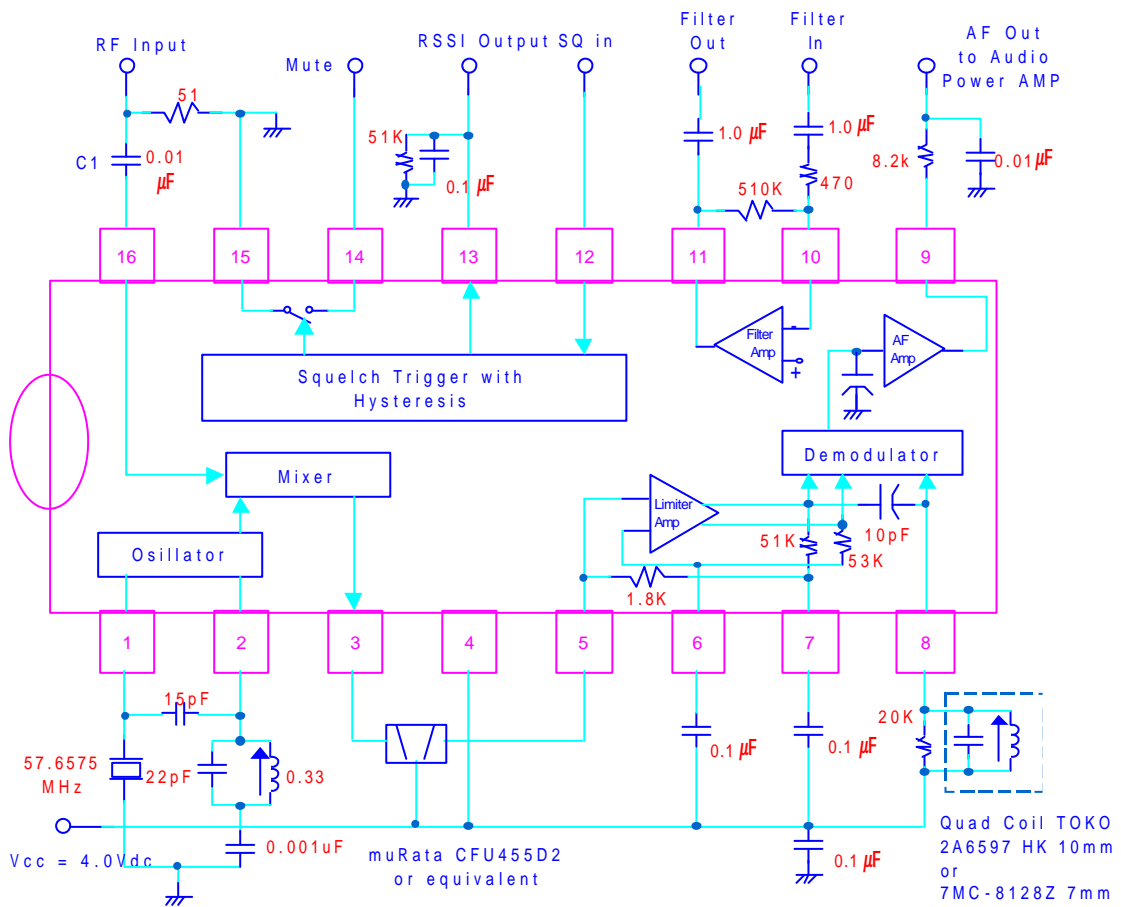 RF Input
Mute
RSSI Output SQ in
Filter
Out
Filter
In
AF Out
to Audio
Power AMP
51
C1
0.01
µF
51K
0.1 µF
1.0 µF
1.0 µF
510K
470
8.2k
0.01µF
16
15
14
13
12
11
10
9
Squelch Trigger with
Hysteresis
Filter
Amp
-
+
AF
Amp
Mixer
Osillator
Limiter
Amp
Demodulator
10pF
51K
53K
1.8K
1
2
3
4
5
6
7
8
15pF
57.6575
MHz
22pF
0.33
0.001uF
Vcc = 4.0Vdc
muRata CFU455D2
or equivalent
0.1 µF
0.1 µF
0.1 µF
20K
Quad Coil TOKO
2A6597 HK 10mm
or
7MC-8128Z 7mm